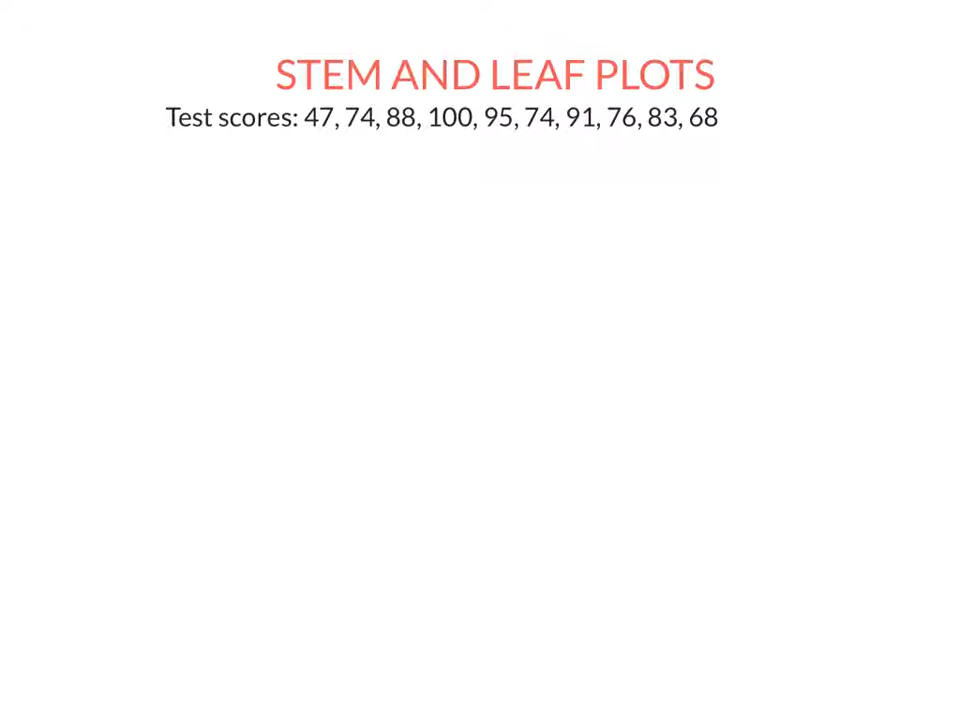 STEM AND LEAF PLOTS
Test scores: 47, 74, 88, 100, 95, 74, 91, 76, 83, 68